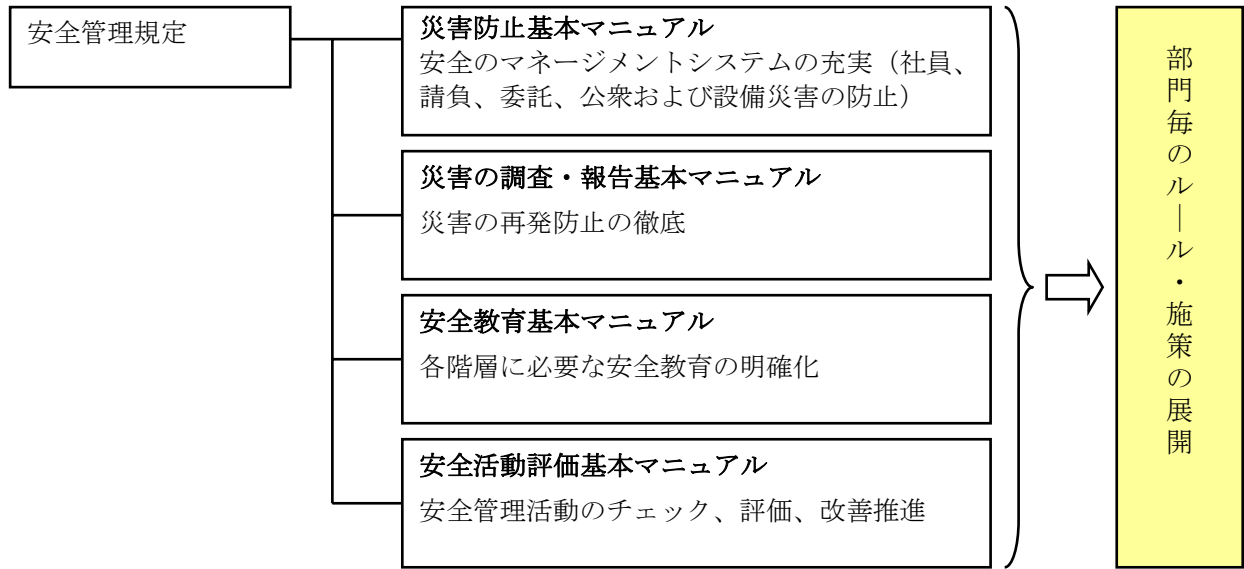 安全管理規定
災害防止基本マニュアル
安全のマネージメントシステムの充実（社員、
請負、委託、公衆および設備災害の防止）
災害の調査・報告基本マニュアル
災害の再発防止の徹底
安全教育基本マニュアル
各階層に必要な安全教育の明確化
安全活動評価基本マニュアル
安全管理活動のチェック、評価、改善推進
部門毎のル―ル・施策の展開